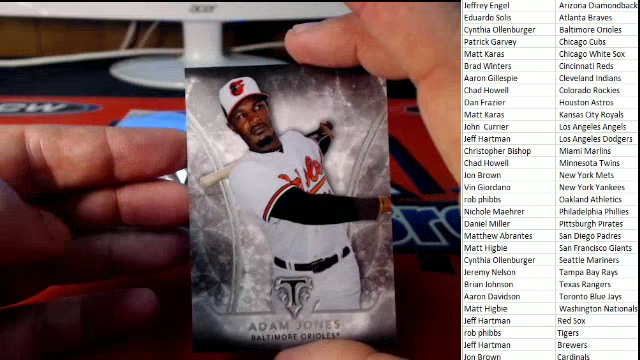 acer
Orioles
T
ADAM JONES
BALTIMORE ORIOLES
Jeffrey Engel Arizona Diamondback
Eduardo Solis Atlanta Braves
Cynthia Ollenburger Baltimore Orioles
Patrick Garvey Chicago Cubs
Matt Karas Chicago White Sox
Brad Winters Cincinnati Reds
Aaron Gillespie Cleveland Indians
Chad Howell Colorado Rockies
Dan Frazier Houston Astros
Matt Karas Kansas City Royals
John Currier Los Angeles Angels
Jeff Hartman Los Angeles Dodgers
Christopher Bishop Miami Marlins
Chad Howell Minnesota Twins
Jon Brown New York Mets
Vin Giordano New York Yankees
rob phibbs Oakland Athletics
Nichole Maehrer Philadelphia Phillies
Daniel Miller Pittsburgh Pirates
Matthew Abrantes San Diego Padres
Matt Higbie San Francisco Giants
Cynthia Ollenburger Seattle Mariners
Jeremy Nelson Tampa Bay Rays
Brian Johnson Texas Rangers
Aaron Davidson Toronto Blue Jays
Matt Higbie Washington Nationals
Jeff Hartman Red Sox
rob phibbs Tigers
Jeff Hartman Brewers
Jon Brown Cardinals